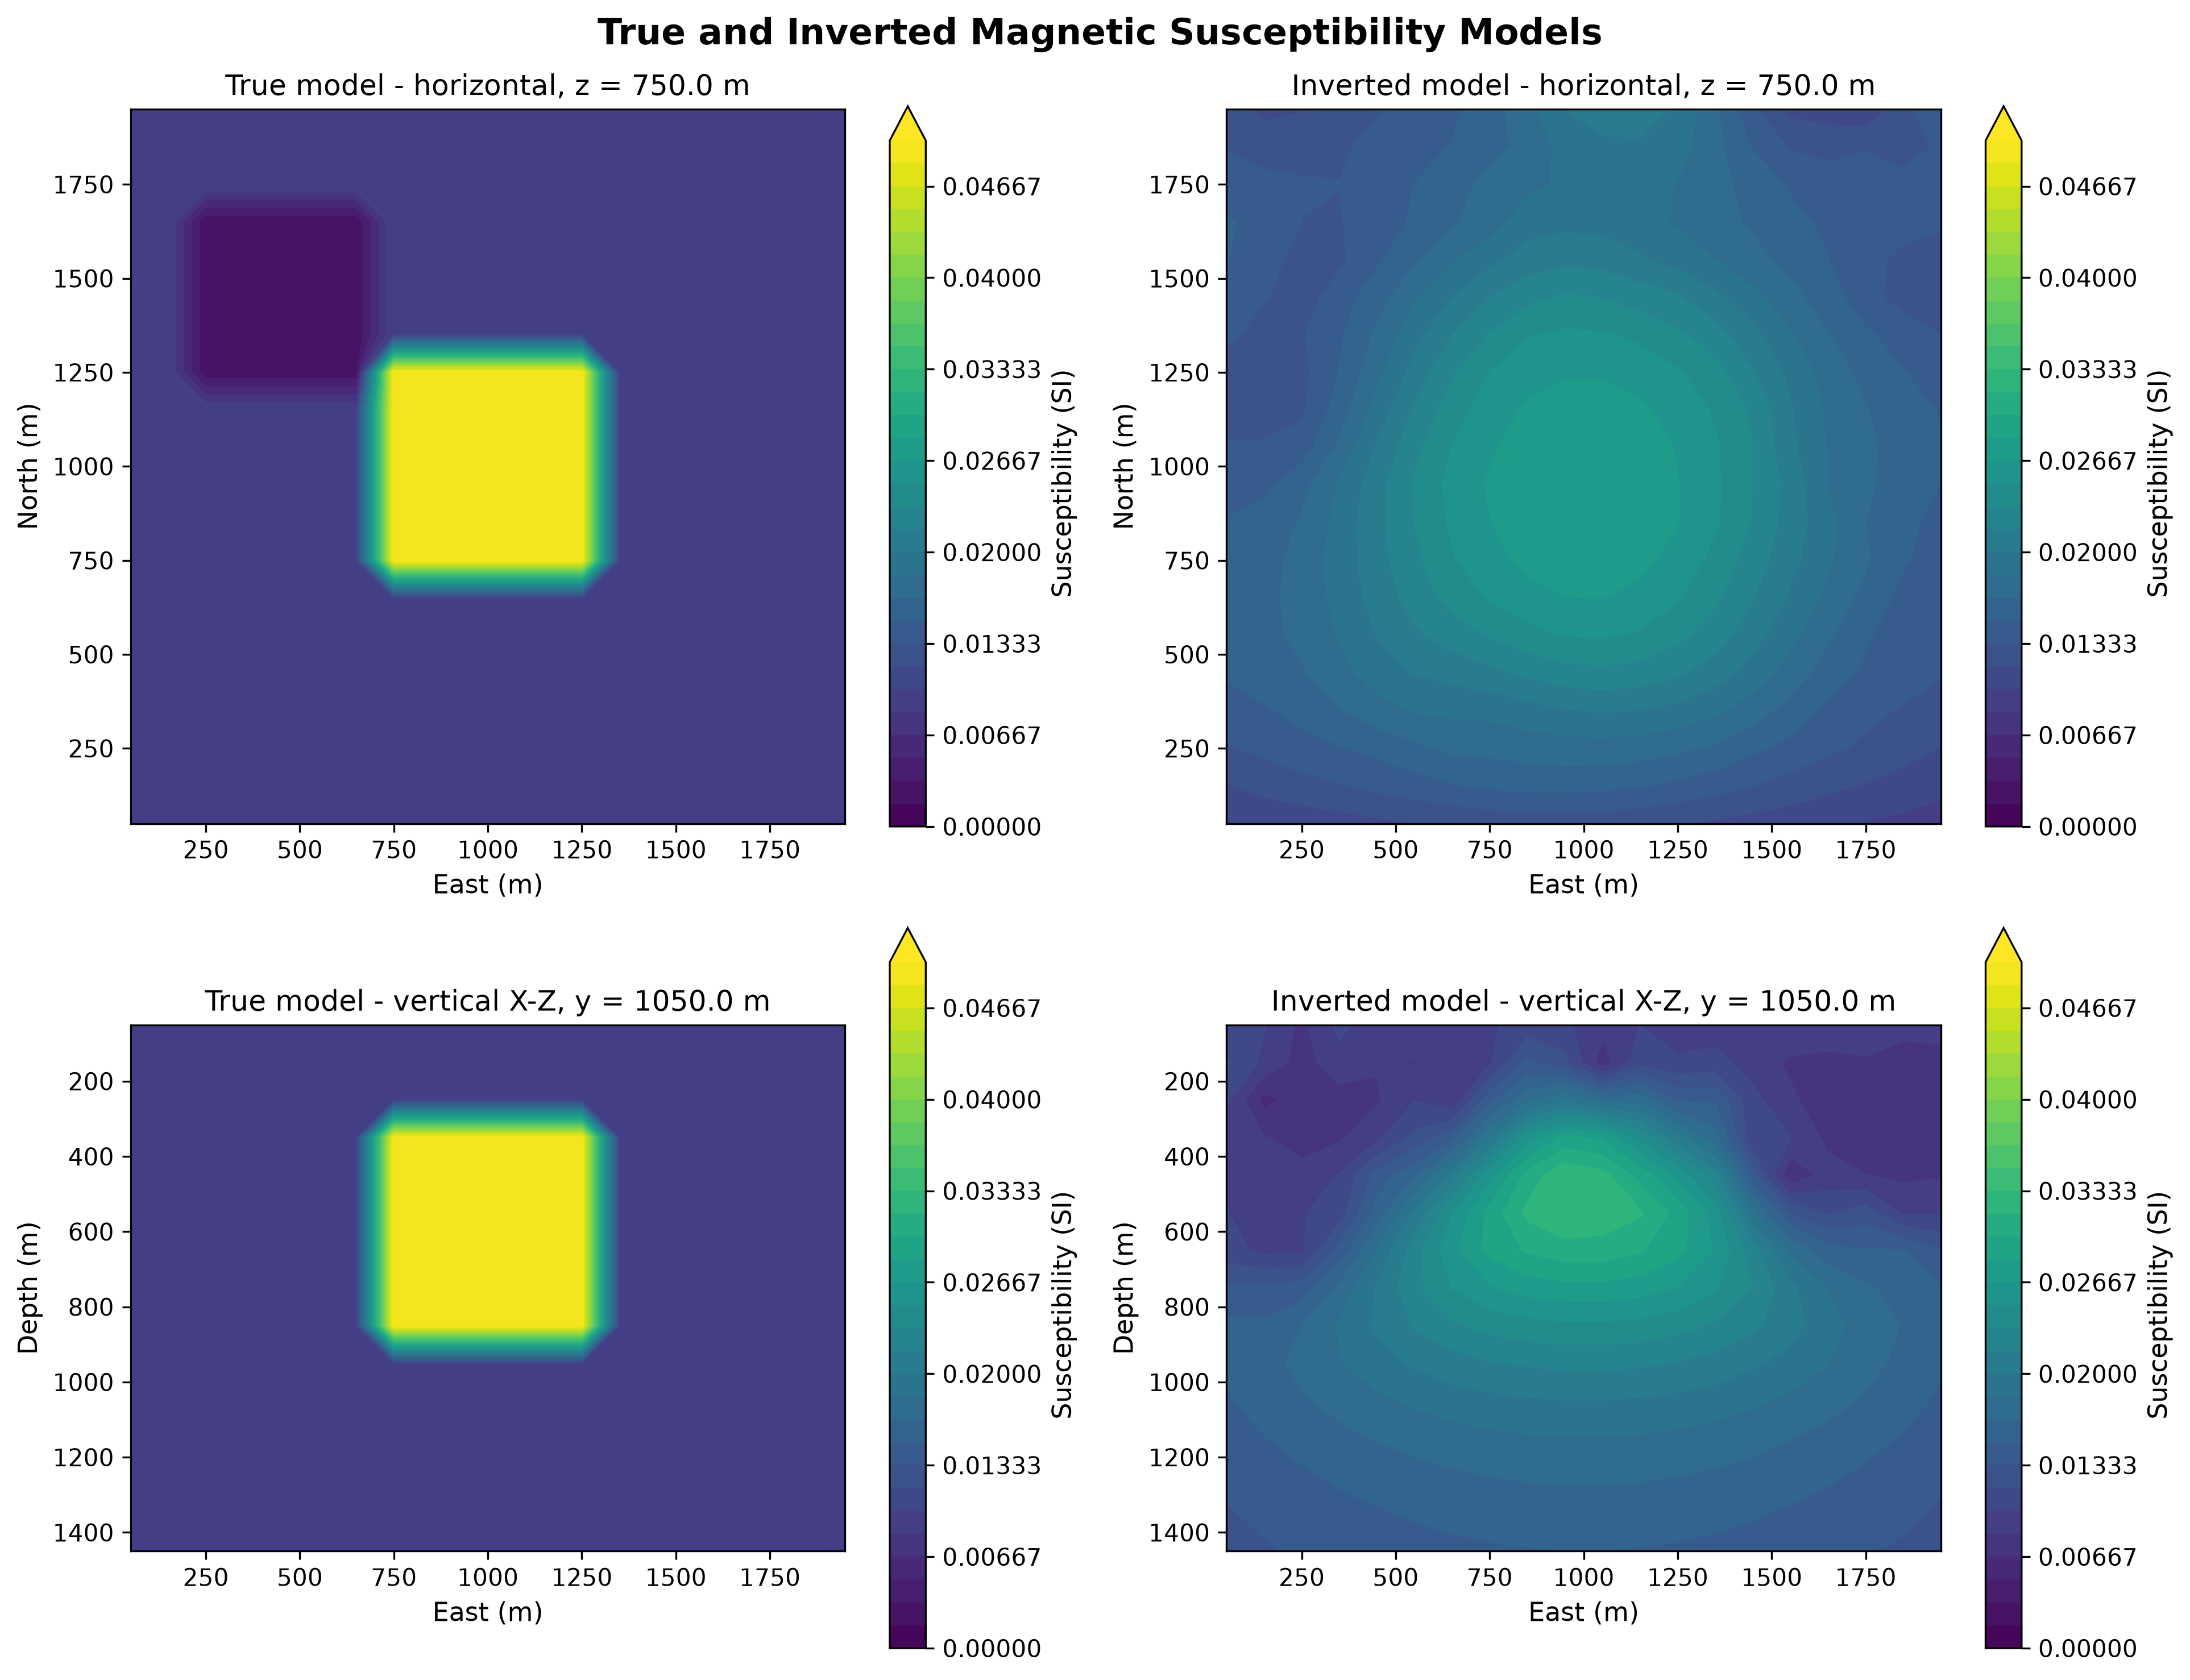 True and Inverted Magnetic Susceptibility Models
True model - horizontal, z = 750.0 m
1750
1500
1250
1000
750
500
250
North (m)
250 500 750 1000 1250 1500 1750
East (m)
0.04667
0.04000
0.03333
0.02667
0.02000
0.01333
0.00667
0.00000
Susceptibility (SI)
Inverted model - horizontal, z = 750.0 m
1750
1500
1250
1000
750
500
250
North (m)
250 500 750 1000 1250 1500 1750
East (m)
0.04667
0.04000
0.03333
0.02667
0.02000
0.01333
0.00667
0.00000
Susceptibility (SI)
True model - vertical X-Z, y = 1050.0 m
200
400
600
800
1000
1200
1400
Depth (m)
250 500 750 1000 1250 1500 1750
East (m)
0.04667
0.04000
0.03333
0.02667
0.02000
0.01333
0.00667
0.00000
Susceptibility (SI)
Inverted model - vertical X-Z, y = 1050.0 m
200
400
600
800
1000
1200
1400
Depth (m)
250 500 750 1000 1250 1500 1750
East (m)
0.04667
0.04000
0.03333
0.02667
0.02000
0.01333
0.00667
0.00000
Susceptibility (SI)